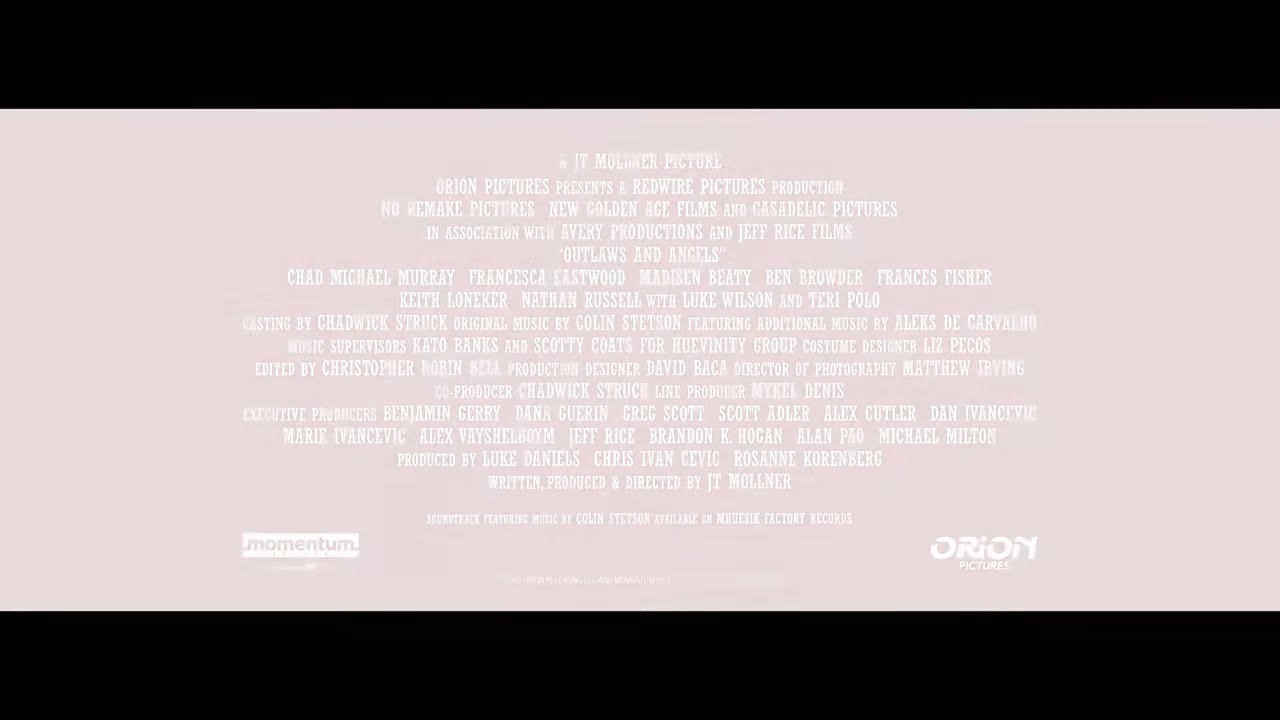 A JT MOLLNER PICTURE
ORION PICTURES PRESENTS A REDWIRE PICTURES PRODUCTION
NO REMAKE PICTURES NEW GOLDEN AGE FILMS AND CASADELIC PICTURES
IN ASSOCIATION WITH AVERY PRODUCTIONS AND JEFF RICE FILMS
"OUTLAWS AND ANGELS"
CHAD MICHAEL MURRAY FRANCESCA EASTWOOD MADISEN BEATY BEN BROWDER FRANCES FISHER
KEITH LONEKER NATHAN RUSSELL WITH LUKE WILSON AND TERI POLO
CASTING BY CHADWICK STRUCK ORIGINAL MUSIC BY COLIN STETSON FEATURING ADDITIONAL MUSIC BY ALEKS DE CARVALHO
MUSIC SUPERVISORS KATO BANKS AND SCOTTY COATS FOR HUEVINITY GROUP COSTUME DESIGNER LIZ PECOS
EDITED BY CHRISTOPHER ROBIN BELL PRODUCTION DESIGNER DAVID BACA DIRECTOR OF PHOTOGRAPHY MATTHEW IRVING
CO-PRODUCER CHADWICK STRUCK LINE PRODUCER MYKEL DENIS
EXECUTIVE PRODUCERS BENJAMIN GERRY DANA GUERIN GREG SCOTT SCOTT ADLER ALEX CUTLER DAN IVANCEVIC
MARIE IVANCEVIC ALEX VAYSHELBOYM JEFF RICE BRANDON K. HOGAN ALAN PAO MICHAEL MILTON
PRODUCED BY LUKE DANIELS CHRIS IVAN CEVIC ROSANNE KORENBERG
WRITTEN, PRODUCED & DIRECTED BY JT MOLLNER
SOUNDTRACK FEATURING MUSIC BY COLIN STETSON AVAILABLE ON MHUESIK FACTORY RECORDS
momentum
ORION
PICTURES
ORION RELEASING LLC AND MOMENTUM